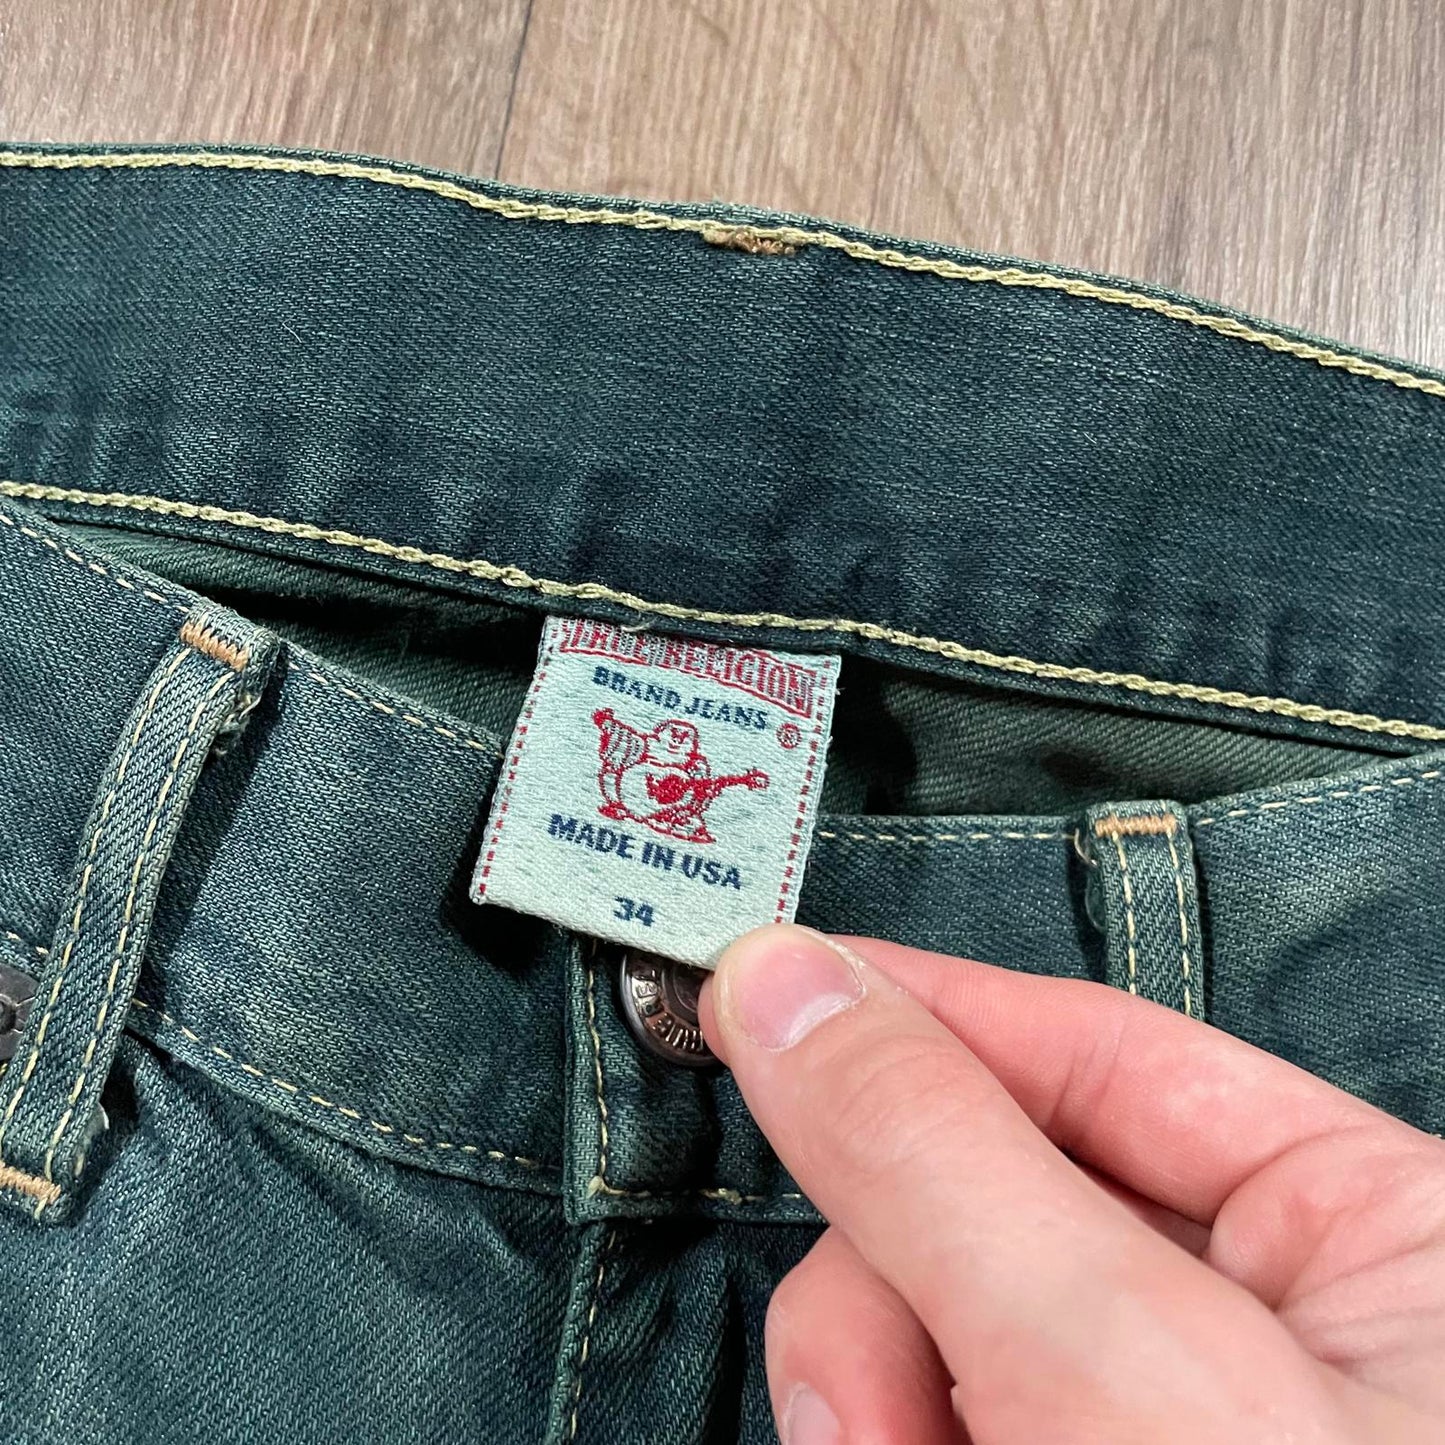 TRUE RELIGION
BRAND JEANS
®
MADE IN USA
34